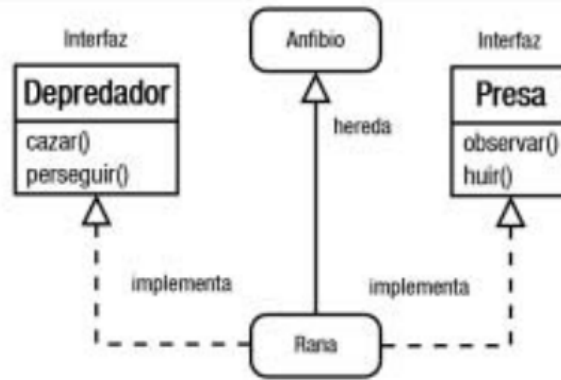 Interfaz
Depredador
cazar()
perseguir()
Anfibio
hereda
Interfaz
Presa
observar()
huir()
implementa
implementa
Rana